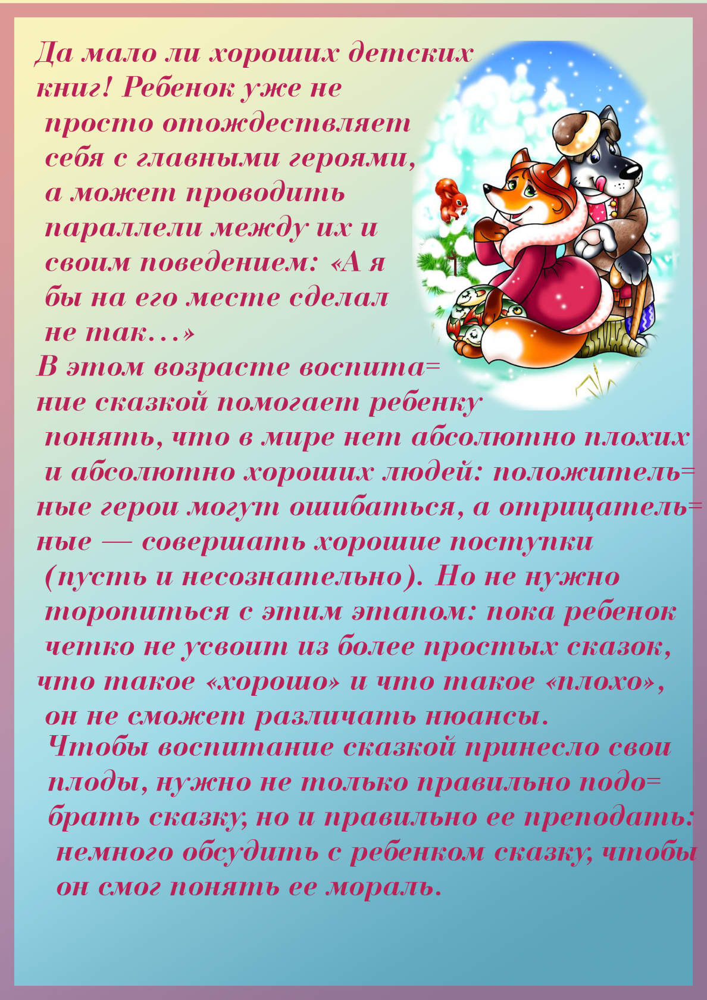 Да мало ли хороших детских
книг! Ребенок уже не
просто отождествляет
себя с главными героями,
а может проводить
параллели между их и
своим поведением: «А я
бы на его месте сделал
не так…»
В этом возрасте воспита=
ние сказкой помогает ребенку
понять, что в мире нет абсолютно плохих
и абсолютно хороших людей: положитель=
ные герои могут ошибаться, а отрицатель=
ные — совершать хорошие поступки
(пусть и несознательно). Но не нужно
торопиться с этим этапом: пока ребенок
четко не усвоит из более простых сказок,
что такое «хорошо» и что такое «плохо»,
он не сможет различать нюансы.
Чтобы воспитание сказкой принесло свои
плоды, нужно не только правильно подо=
брать сказку, но и правильно ее преподать:
немного обсудить с ребенком сказку, чтобы
он смог понять ее мораль.